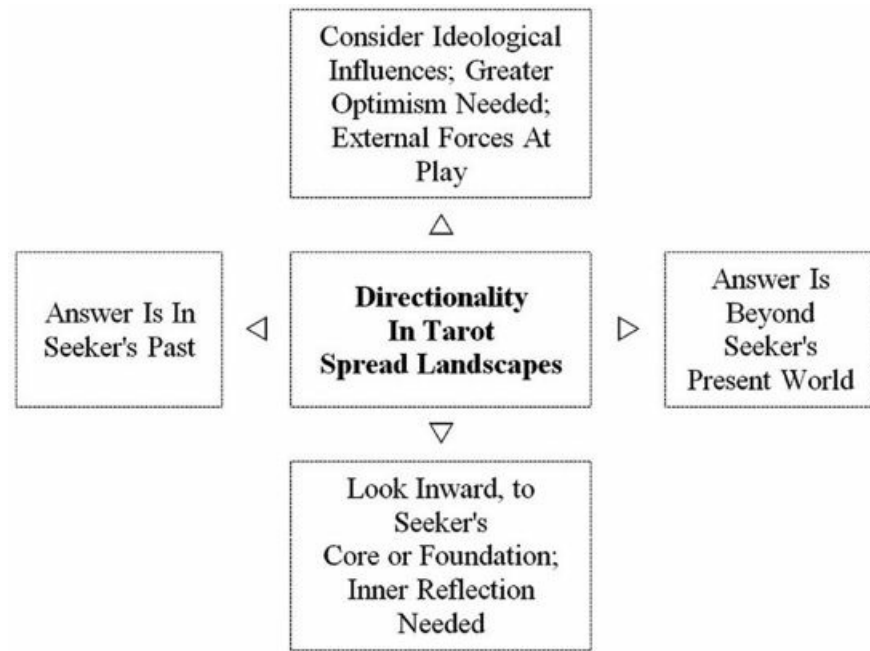 Consider Ideological
Influences; Greater
Optimism Needed;
External Forces At
Play
Answer Is In
Seeker's Past
Directionality
In Tarot
Spread Landscapes
Answer Is
Beyond
Seeker's
Present World
Look Inward, to
Seeker's
Core or Foundation;
Inner Reflection
Needed